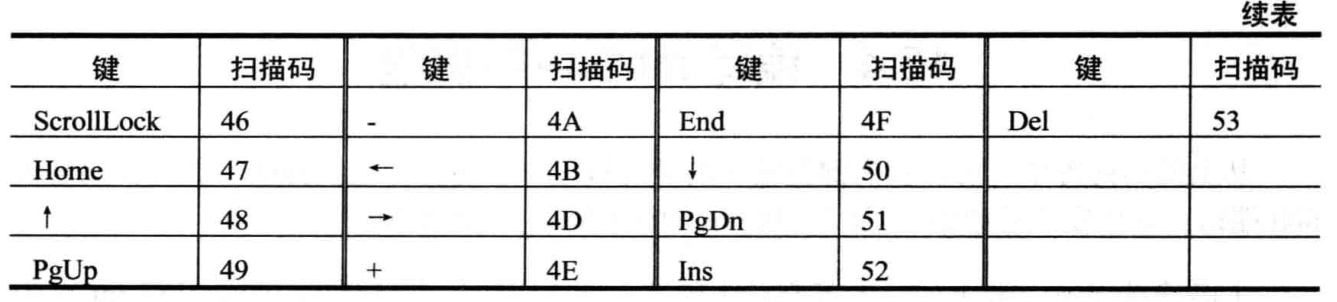 续表
键 扫描码 键 扫描码 键 扫描码 键 扫描码
ScrollLock 46 - 4A End 4F Del 53
Home 47 ← 4B ↓ 50
↑ 48 → 4D PgDn 51
PgUp 49 + 4E Ins 52